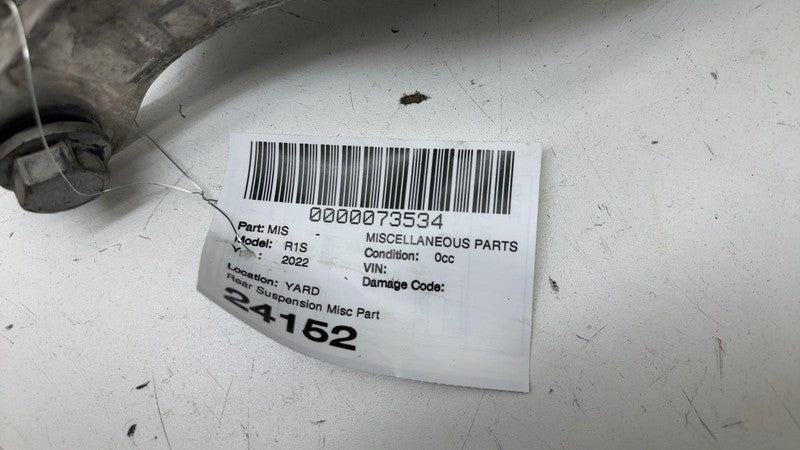 0000073534
Part: MIS - MISCELLANEOUS PARTS
Model: R1S Condition: 0cc
: 2022 VIN:
Damage Code:
Location: YARD
Rear Suspension Misc Part
24152